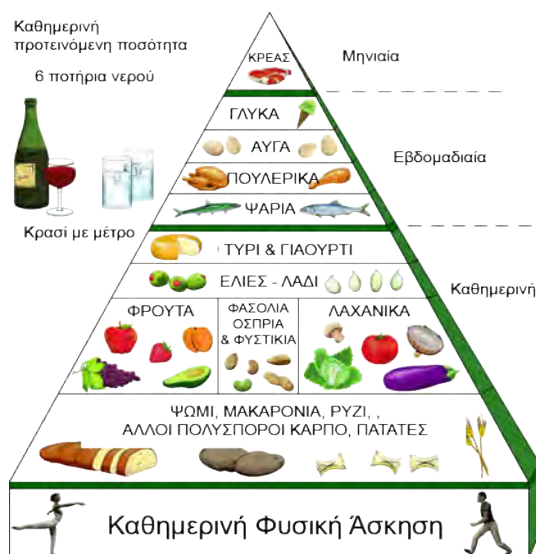 Καθημερινή
προτεινόμενη ποσότητα
6 ποτήρια νερού
Κρασί με μέτρο
ΚΡΕΑΣ
Μηνιαία
ΓΛΥΚΑ
ΑΥΓΑ
ΠΟΥΛΕΡΙΚΑ
ΨΑΡΙΑ
Εβδομαδιαία
ΤΥΡΙ & ΓΙΑΟΥΡΤΙ
ΕΛΙΕΣ - ΛΑΔΙ
Καθημερινή
ΦΡΟΥΤΑ
ΦΑΣΟΛΙΑ
ΟΣΠΡΙΑ
& ΦΥΣΤΙΚΙΑ
ΛΑΧΑΝΙΚΑ
ΨΩΜΙ, ΜΑΚΑΡΟΝΙΑ, ΡΥΖΙ, ,
ΑΛΛΟΙ ΠΟΛΥΣΠΟΡΟΙ ΚΑΡΠΟ, ΠΑΤΑΤΕΣ
Καθημερινή Φυσική Άσκηση